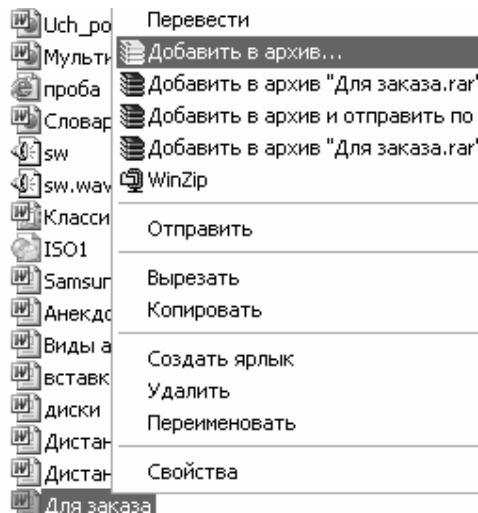 Uch_po
Мульти
проба
Словар
sw
sw.wav
Класси
ISO1
Samsur
Анекдо
Виды а
вставк
диски
Дистан
Дистан
Для заказа
Перевести
Добавить в архив...
Добавить в архив "Для заказа.rar"
Добавить в архив и отправить по
Добавить в архив "Для заказа.rar"
WinZip
Отправить
Вырезать
Копировать
Создать ярлык
Удалить
Переименовать
Свойства